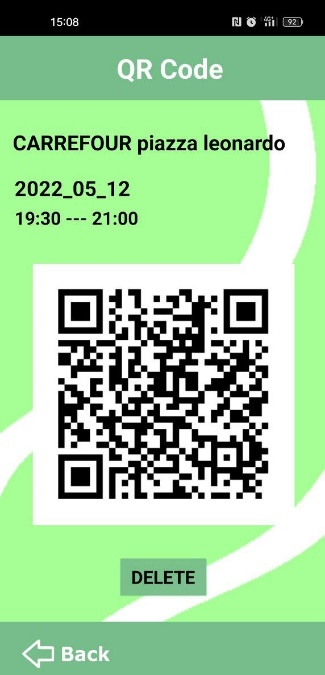 15:08
92
QR Code
CARREFOUR piazza leonardo
2022_05_12
19:30 --- 21:00
DELETE
Back